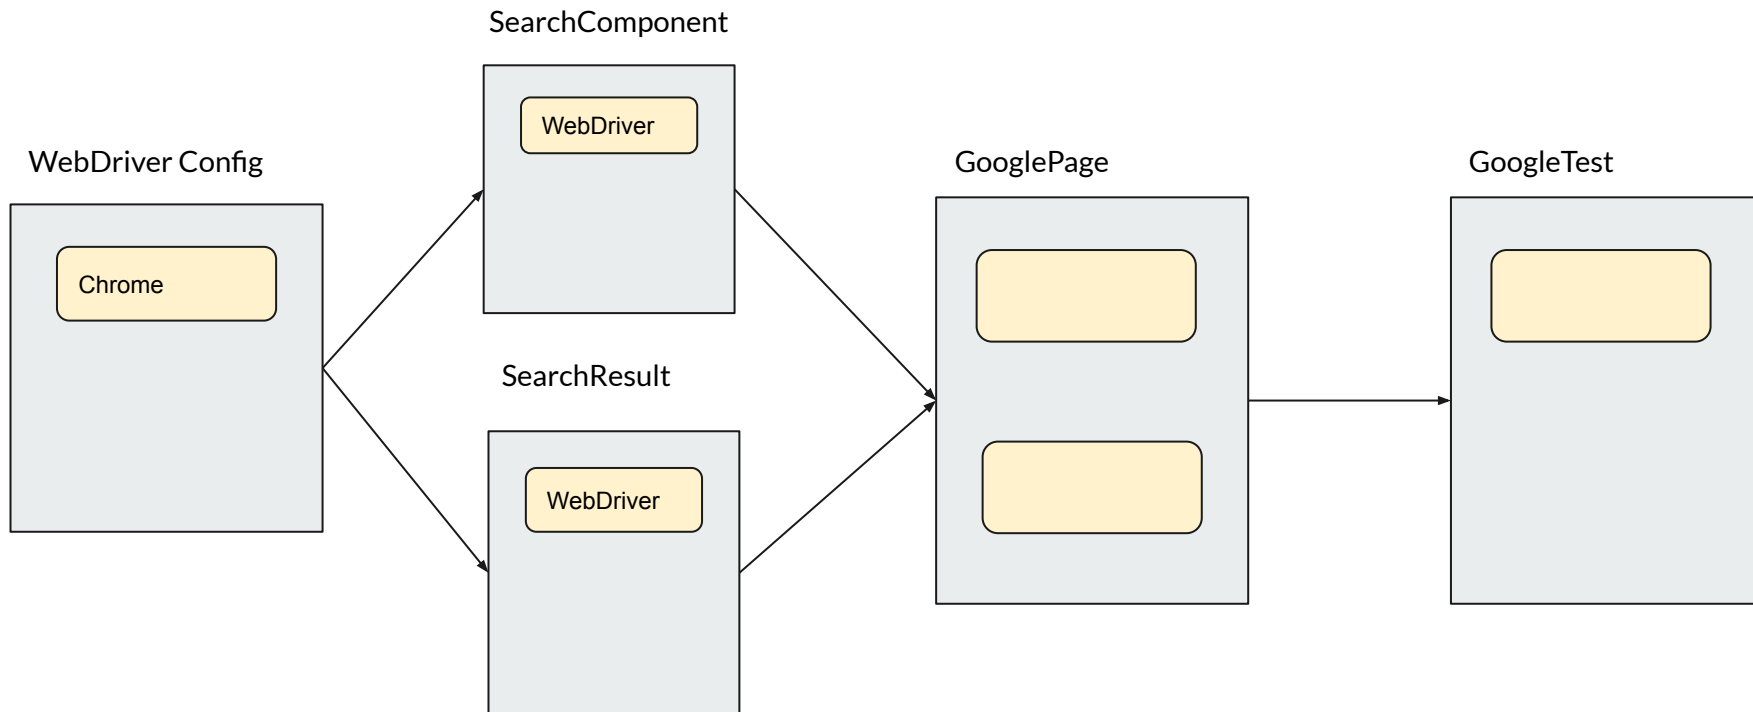 SearchComponent
WebDriver
WebDriver Config
Chrome
SearchResult
WebDriver
GooglePage
GoogleTest